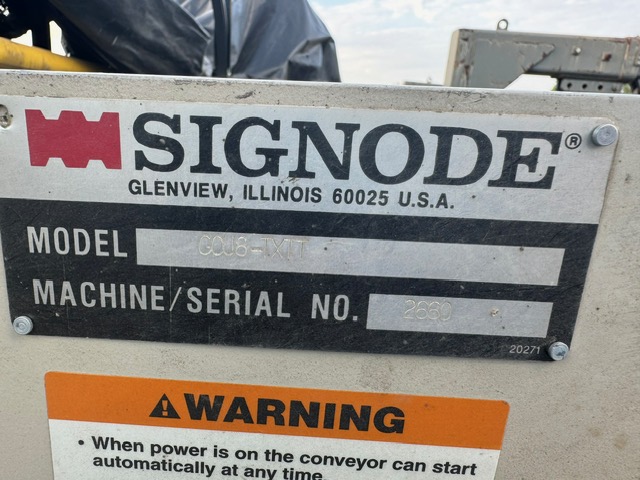 SIGNODE®
GLENVIEW, ILLINOIS 60025 U.S.A.
MODEL
MACHINE/SERIAL NO.
20271
⚠WARNING
• When power is on the conveyor can start
automatically at any time.